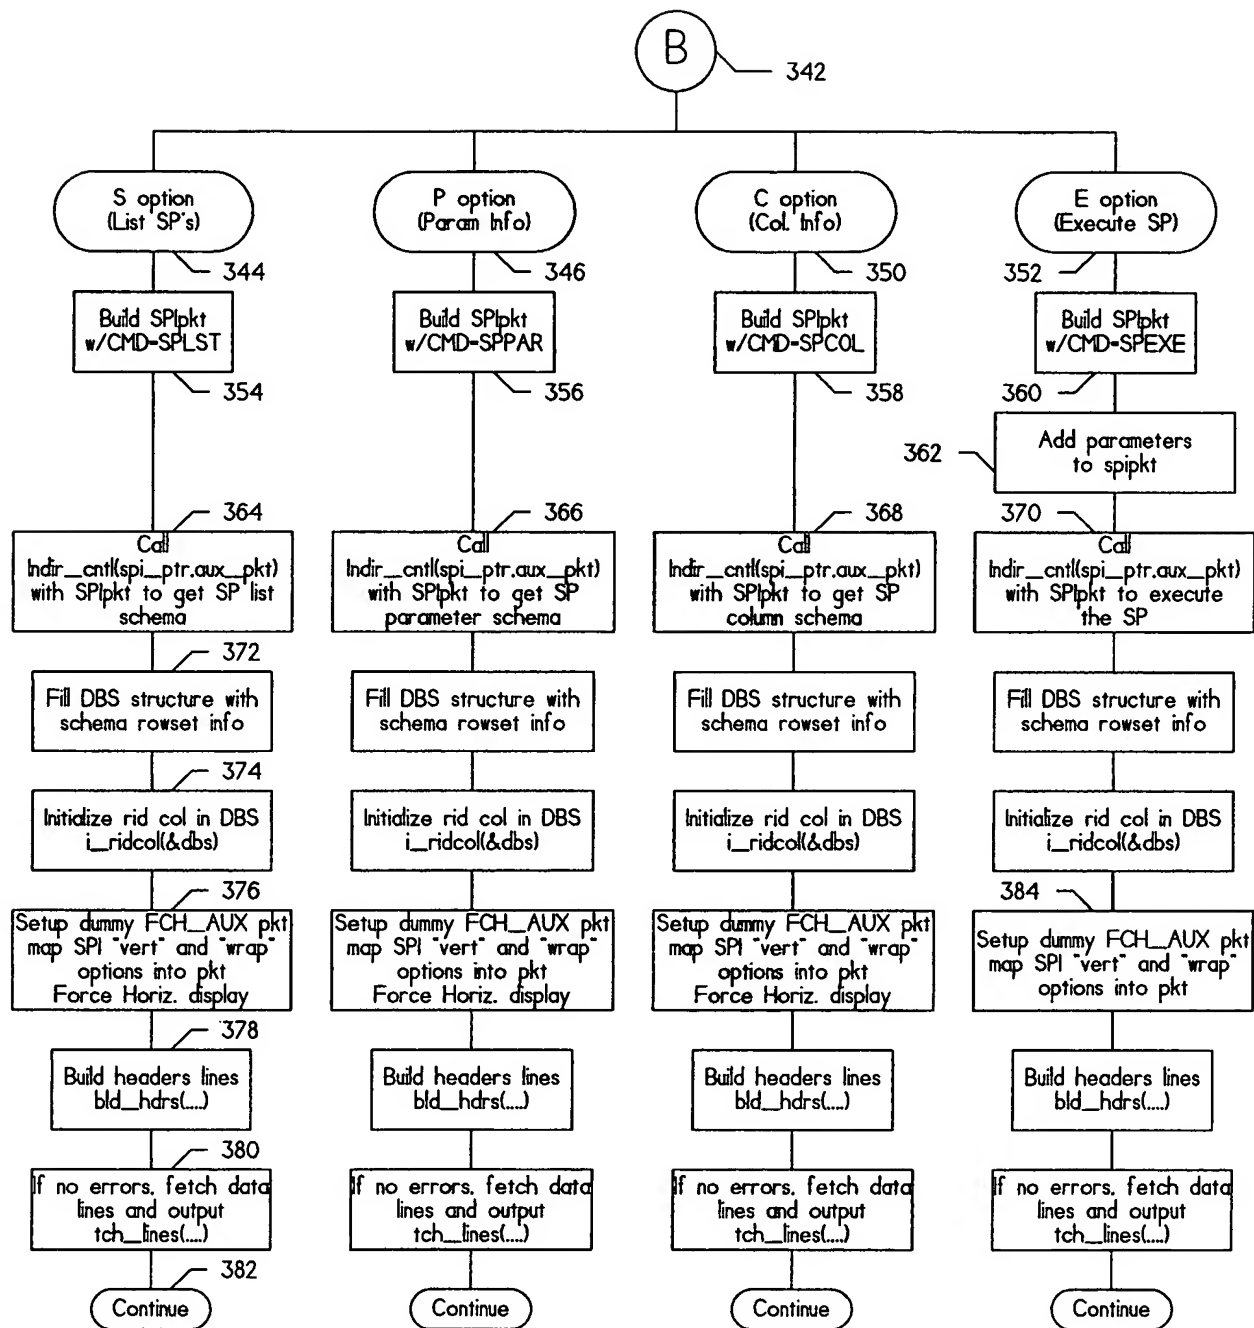 B
342
S option
(List SP's)
P option
(Param Info)
C option
(Col. Info)
E option
(Execute SP)
344
346
350
352
Build SPIpkt
w/CMD=SPLST
Build SPIpkt
w/CMD=SPPAR
Build SPIpkt
w/CMD=SPCOL
Build SPIpkt
w/CMD=SPEXE
354
356
358
360
362
Add parameters
to spipkt
364
366
368
370
Call
Indir_cntl(spi_ptr.aux_pkt)
with SPIpkt to get SP list
schema
Call
Indir_cntl(spi_ptr.aux_pkt)
with SPIpkt to get SP
parameter schema
Call
Indir_cntl(spi_ptr.aux_pkt)
with SPIpkt to get SP
column schema
Call
Indir_cntl(spi_ptr.aux_pkt)
with SPIpkt to execute
the SP
372
Fill DBS structure with
schema rowset info
Fill DBS structure with
schema rowset info
Fill DBS structure with
schema rowset info
Fill DBS structure with
schema rowset info
374
Initialize rid col in DBS
i_ridcol(&dbs)
Initialize rid col in DBS
i_ridcol(&dbs)
Initialize rid col in DBS
i_ridcol(&dbs)
Initialize rid col in DBS
i_ridcol(&dbs)
376
384
Setup dummy FCH_AUX pkt
map SPI "vert" and "wrap"
options into pkt
Force Horiz. display
Setup dummy FCH_AUX pkt
map SPI "vert" and "wrap"
options into pkt
Force Horiz. display
Setup dummy FCH_AUX pkt
map SPI "vert" and "wrap"
options into pkt
Force Horiz. display
Setup dummy FCH_AUX pkt
map SPI "vert" and "wrap"
options into pkt
378
Build headers lines
bld_hdrs(....)
Build headers lines
bld_hdrs(....)
Build headers lines
bld_hdrs(....)
Build headers lines
bld_hdrs(....)
380
If no errors, fetch data
lines and output
tch_lines(....)
If no errors, fetch data
lines and output
tch_lines(....)
If no errors, fetch data
lines and output
tch_lines(....)
If no errors, fetch data
lines and output
tch_lines(....)
382
Continue
Continue
Continue
Continue